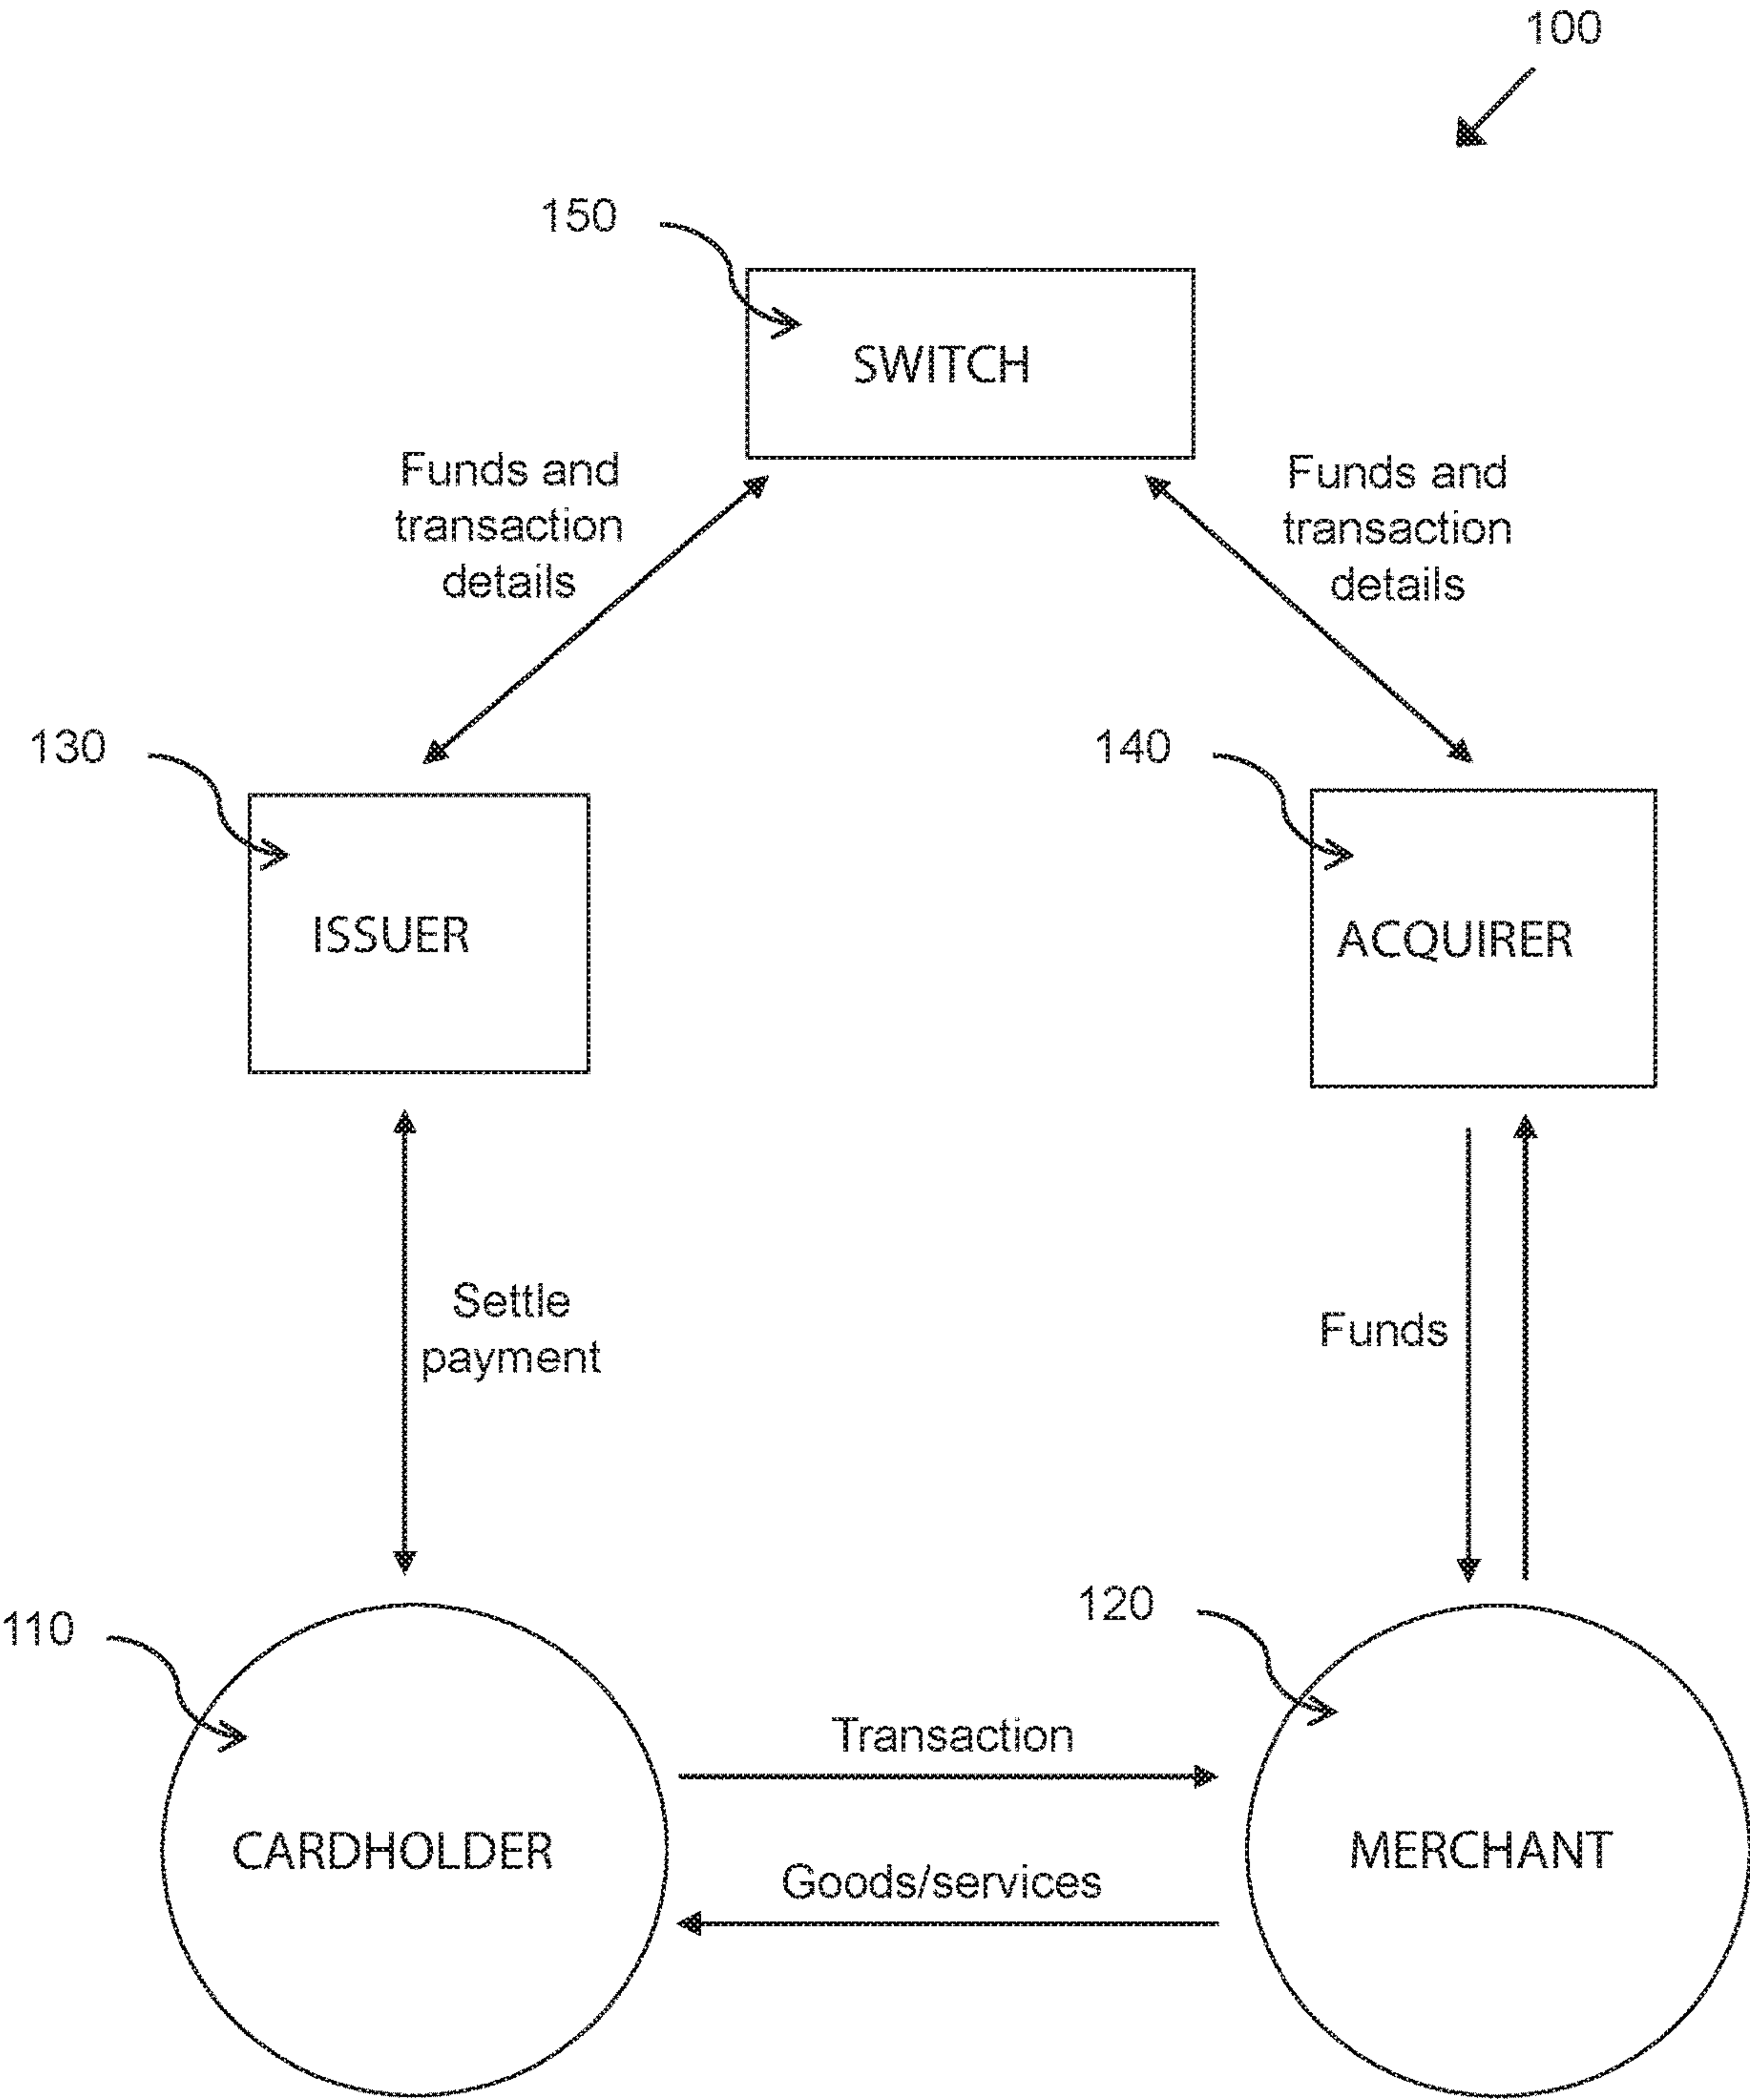 100
150
SWITCH
Funds and
transaction
details
Funds and
transaction
details
130
140
ISSUER
ACQUIRER
Settle
payment
Funds
110
120
Transaction
CARDHOLDER
MERCHANT
Goods/services